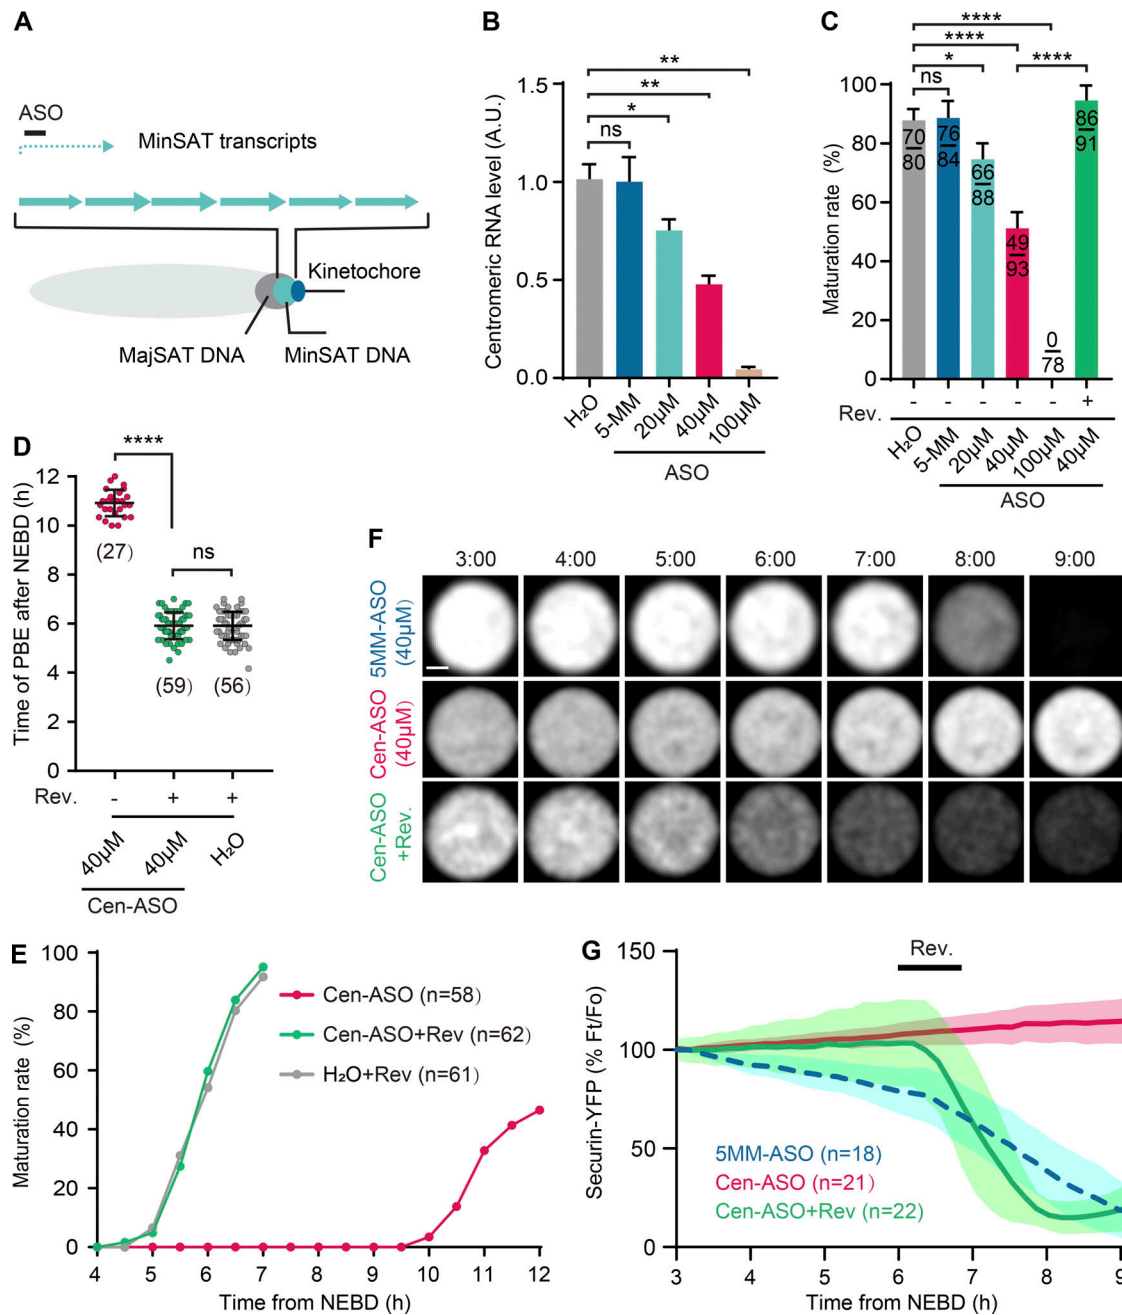 A
ASO
MinSAT transcripts
Kinetochore
MajSAT DNA
MinSAT DNA
B
Centromeric RNA level (A.U.)
1.5
1.0
0.5
0.0
ns
*
**
**
H₂O
5-MM
20µM
40µM
100µM
ASO
C
Maturation rate (%)
100
80
60
40
20
0
ns
*
****
****
****
70
80
76
84
66
88
49
93
0
78
86
91
Rev. - - - - - +
H₂O
5-MM
20µM
40µM
100µM
40µM
ASO
D
Time of PBE after NEBD (h)
12
10
8
6
4
2
0
****
ns
(27)
(59)
(56)
Rev. - + +
40µM
40µM
H₂O
Cen-ASO
F
3:00 4:00 5:00 6:00 7:00 8:00 9:00
5MM-ASO
(40µM)
Cen-ASO
(40µM)
Cen-ASO
+Rev.
E
Maturation rate (%)
100
80
60
40
20
0
4 5 6 7 8 9 10 11 12
Time from NEBD (h)
Cen-ASO (n=58)
Cen-ASO+Rev (n=62)
H₂O+Rev (n=61)
G
Securin-YFP (% Ft/Fo)
150
100
50
0
Rev.
5MM-ASO (n=18)
Cen-ASO (n=21)
Cen-ASO+Rev (n=22)
3 4 5 6 7 8 9
Time from NEBD (h)